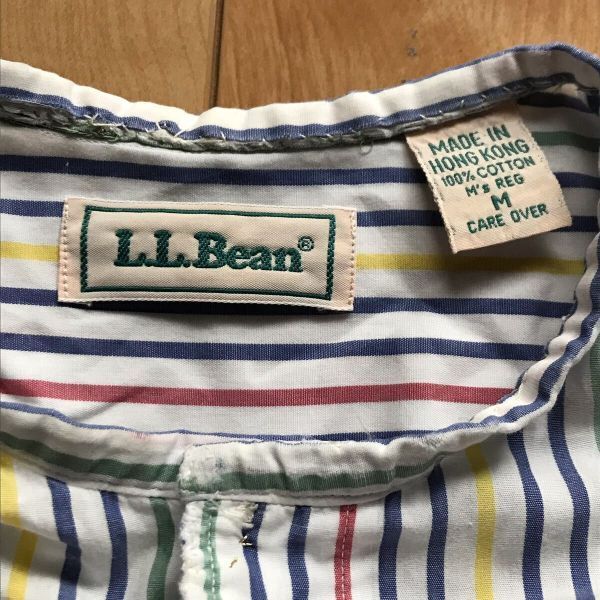 L.L.Bean®
MADE IN
HONG KONG
100% COTTON
M's REG
M
CARE OVER